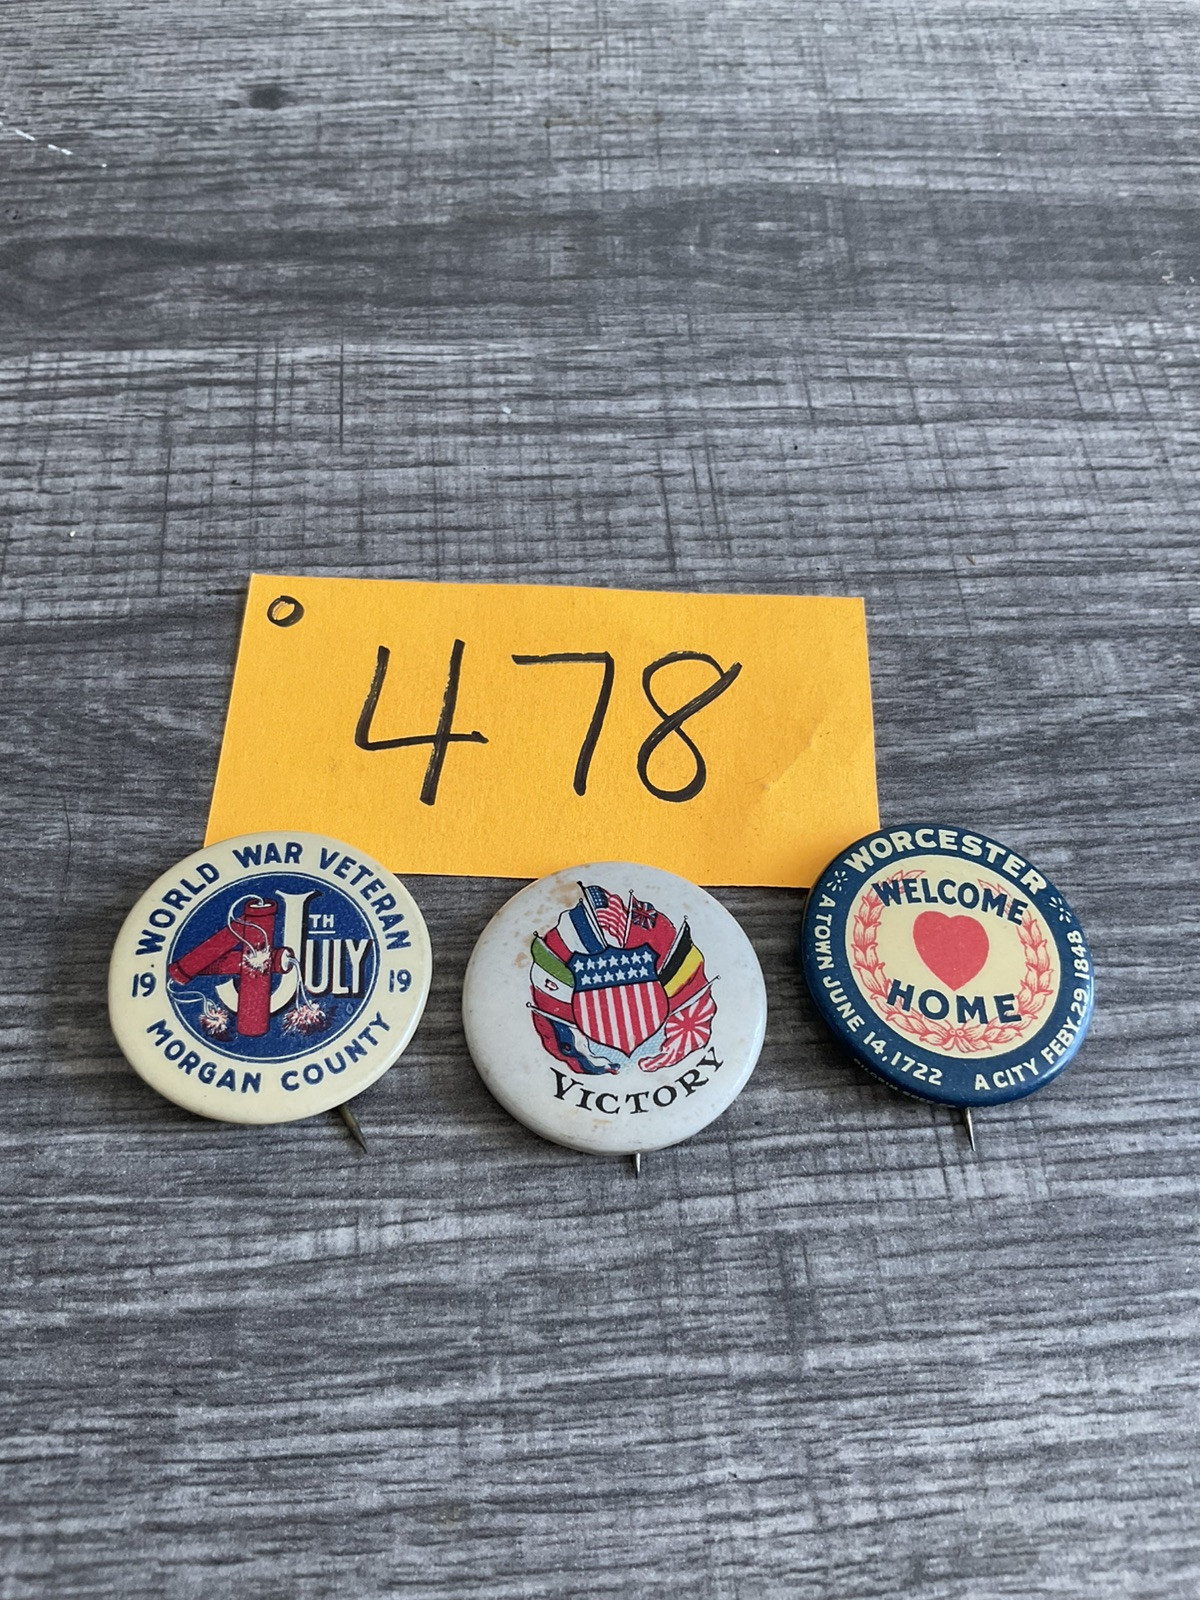 O
478
WORLD WAR VETERAN
19 19
4TH JULY
MORGAN COUNTY
VICTORY
WORCESTER
WELCOME
HOME
A TOWN JUNE 14, 1722 A CITY FEBY. 29. 1848